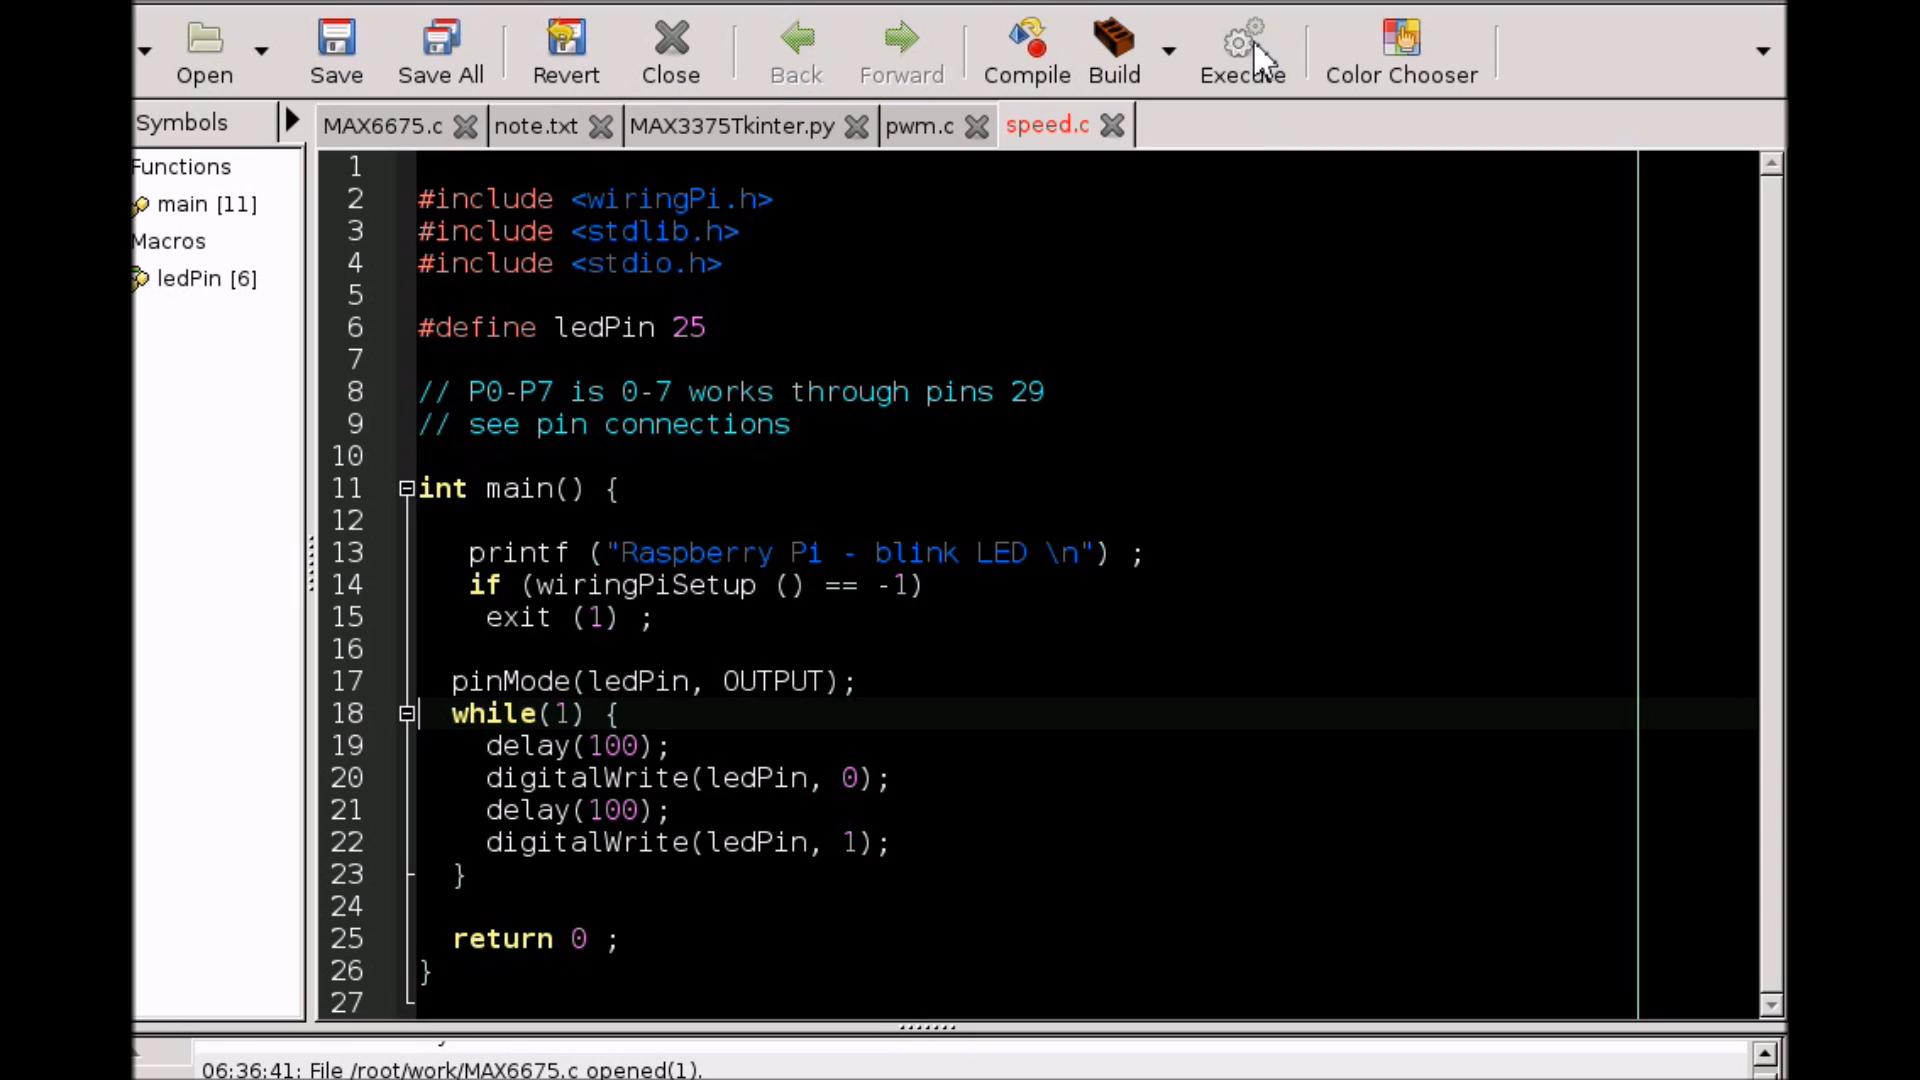 Open Save Save All Revert Close Back Forward Compile Build Execute Color Chooser
Symbols MAX6675.c note.txt MAX3375Tkinter.py pwm.c speed.c
Functions
main [11]
Macros
ledPin [6]
1
2 #include <wiringPi.h>
3 #include <stdlib.h>
4 #include <stdio.h>
5
6 #define ledPin 25
7
8 // P0-P7 is 0-7 works through pins 29
9 // see pin connections
10
11 int main() {
12
13 printf ("Raspberry Pi - blink LED \n") ;
14 if (wiringPiSetup () == -1)
15 exit (1) ;
16
17 pinMode(ledPin, OUTPUT);
18 while(1) {
19 delay(100);
20 digitalWrite(ledPin, 0);
21 delay(100);
22 digitalWrite(ledPin, 1);
23 }
24
25 return 0 ;
26 }
27
06:36:41: File /root/work/MAX6675.c opened(1).